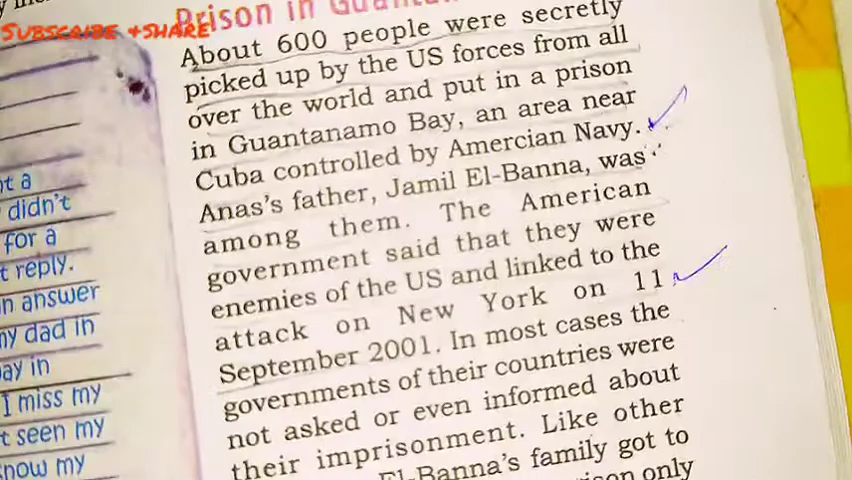 SUBSCRIBE & SHARE
Prison in
About 600 people were secretly
picked up by the US forces from all
over the world and put in a prison
in Guantanamo Bay, an area near
Cuba controlled by Amercian Navy.
Anas's father, Jamil El-Banna, was
among them. The American
government said that they were
enemies of the US and linked to the
attack on New York on 11
September 2001. In most cases the
governments of their countries were
not asked or even informed about
their imprisonment. Like other
El-Banna's family got to
only
didn't
for a
reply.
answer
my dad in
in
I miss my
seen my
my